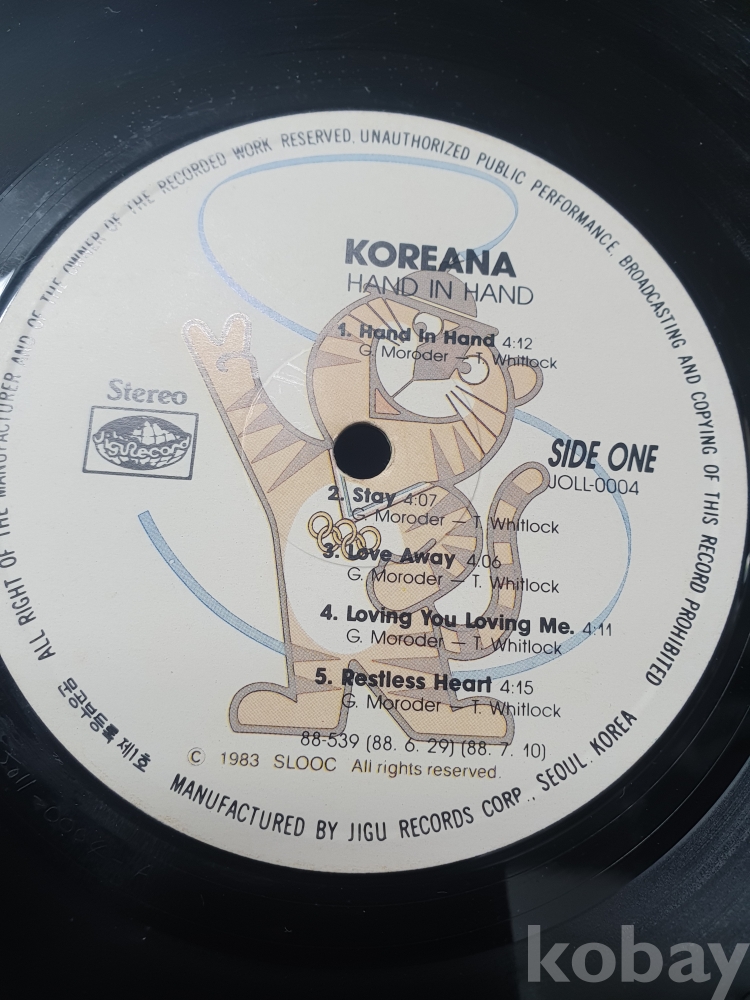 ALL RIGHT OF THE MANUFACTURER AND OF THE OWNER OF THE RECORDED WORK RESERVED. UNAUTHORIZED PUBLIC PERFORMANCE, BROADCASTING AND COPYING OF THIS RECORD PROHIBITED
KOREANA
HAND IN HAND
1. Hand In Hand 4:12
G. Moroder — T. Whitlock
Stereo
JiguRecord
SIDE ONE
JOLL-0004
2. Stay 4:07
G. Moroder — T. Whitlock
3. Love Away 4:06
G. Moroder — T. Whitlock
4. Loving You Loving Me. 4:11
G. Moroder — T. Whitlock
5. Restless Heart 4:15
G. Moroder — T. Whitlock
88-539 (88. 6. 29) (88. 7. 10)
© 1983 SLOOC All rights reserved.
문공부등록 제1호
MANUFACTURED BY JIGU RECORDS CORP., SEOUL. KOREA
kobay